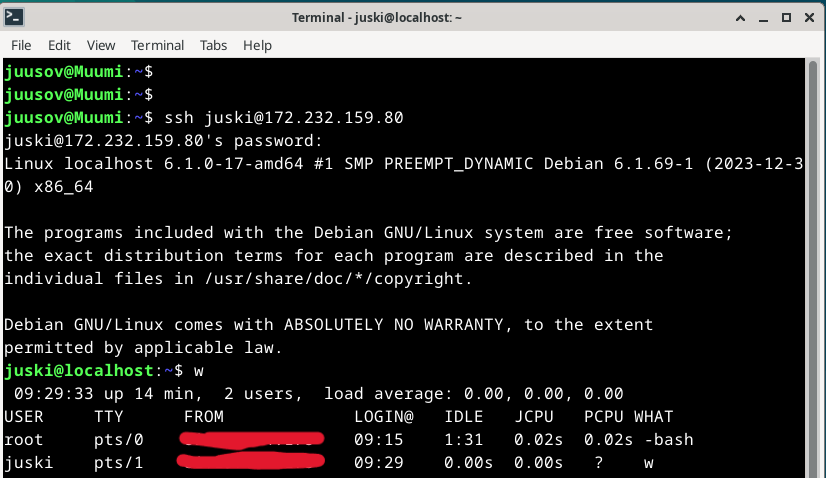 Terminal - juski@localhost: ~
File Edit View Terminal Tabs Help
juusov@Muumi:~$
juusov@Muumi:~$
juusov@Muumi:~$ ssh juski@172.232.159.80
juski@172.232.159.80's password:
Linux localhost 6.1.0-17-amd64 #1 SMP PREEMPT_DYNAMIC Debian 6.1.69-1 (2023-12-3
0) x86_64
The programs included with the Debian GNU/Linux system are free software;
the exact distribution terms for each program are described in the
individual files in /usr/share/doc/*/copyright.
Debian GNU/Linux comes with ABSOLUTELY NO WARRANTY, to the extent
permitted by applicable law.
juski@localhost:~$ w
09:29:33 up 14 min, 2 users, load average: 0.00, 0.00, 0.00
USER TTY FROM LOGIN@ IDLE JCPU PCPU WHAT
root pts/0 09:15 1:31 0.02s 0.02s -bash
juski pts/1 09:29 0.00s 0.00s ? w